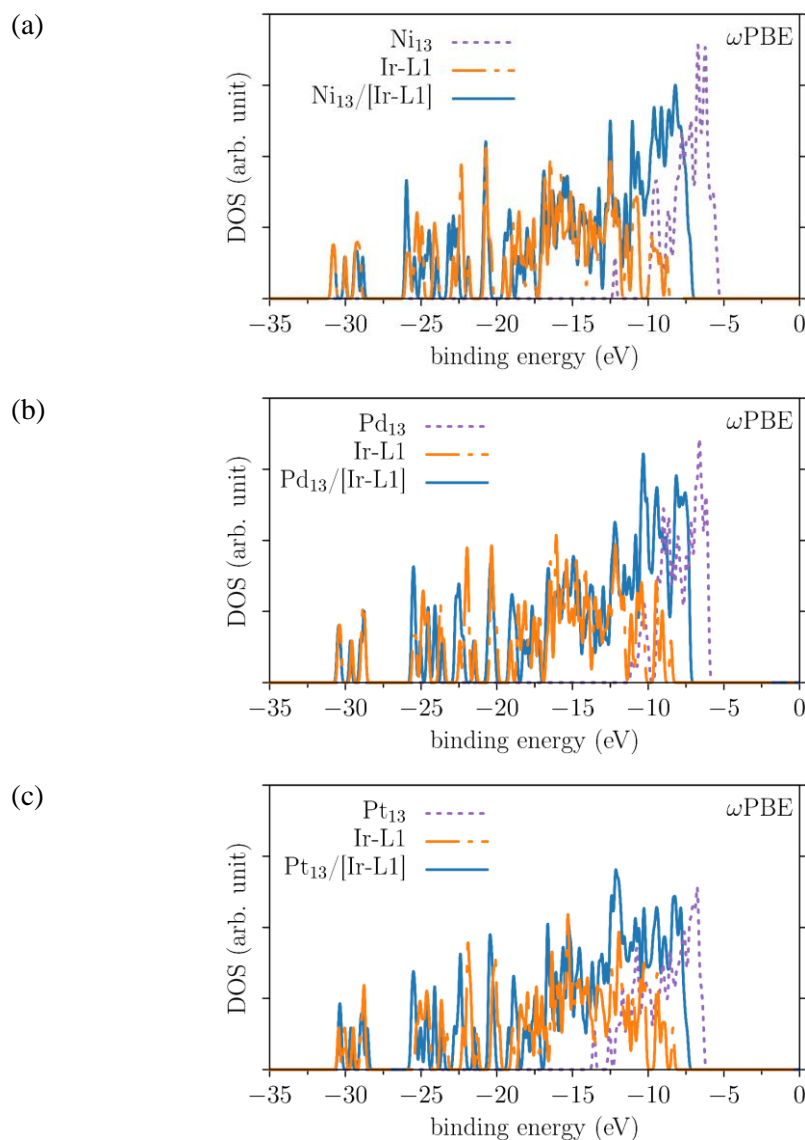 (a)
ωPBE
Ni₁₃
Ir-L1
Ni₁₃/[Ir-L1]
DOS (arb. unit)
−35 −30 −25 −20 −15 −10 −5 0
binding energy (eV)
(b)
ωPBE
Pd₁₃
Ir-L1
Pd₁₃/[Ir-L1]
DOS (arb. unit)
−35 −30 −25 −20 −15 −10 −5 0
binding energy (eV)
(c)
ωPBE
Pt₁₃
Ir-L1
Pt₁₃/[Ir-L1]
DOS (arb. unit)
−35 −30 −25 −20 −15 −10 −5 0
binding energy (eV)